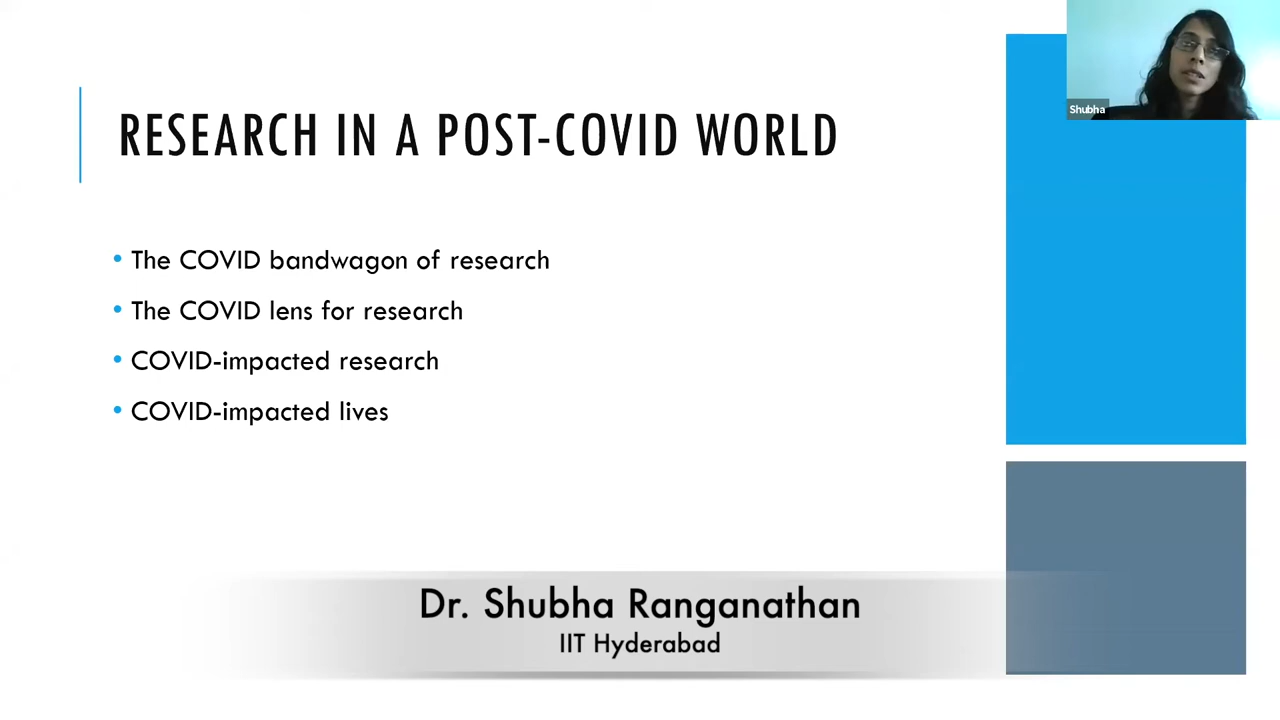 Shubha
RESEARCH IN A POST-COVID WORLD
• The COVID bandwagon of research
• The COVID lens for research
• COVID-impacted research
• COVID-impacted lives
Dr. Shubha Ranganathan
IIT Hyderabad